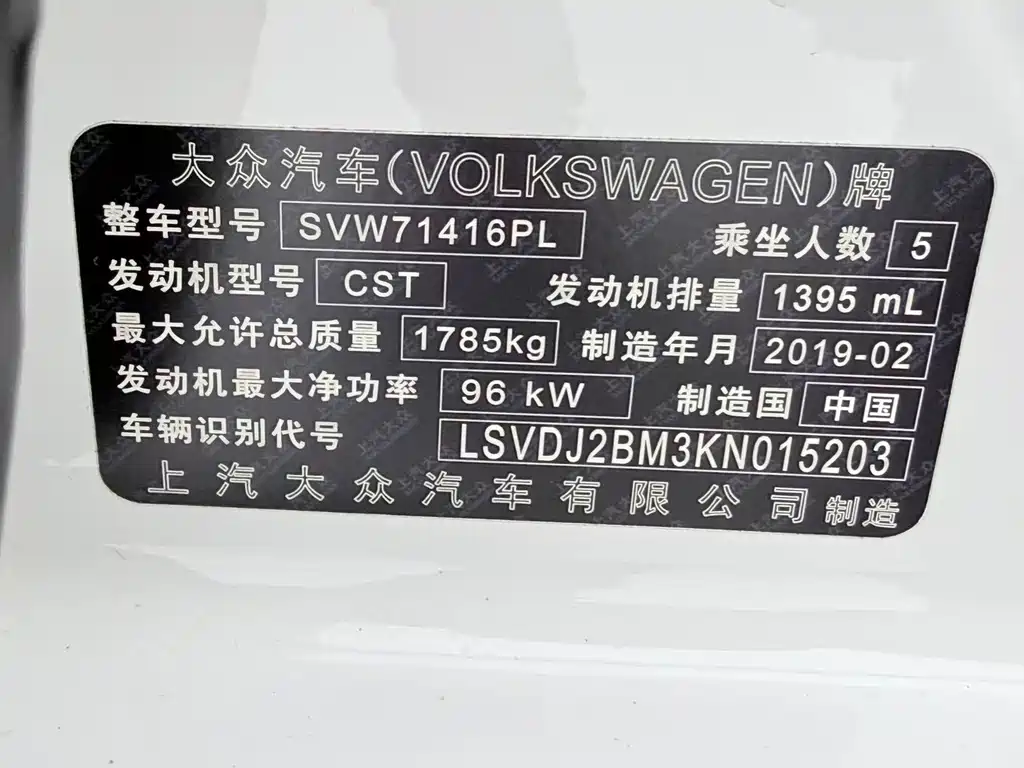 大众汽车(VOLKSWAGEN)牌
整车型号 SVW71416PL 乘坐人数 5
发动机型号 CST 发动机排量 1395 mL
最大允许总质量 1785kg 制造年月 2019-02
发动机最大净功率 96 kW 制造国 中国
车辆识别代号 LSVDJ2BM3KN015203
上汽大众汽车有限公司 制造